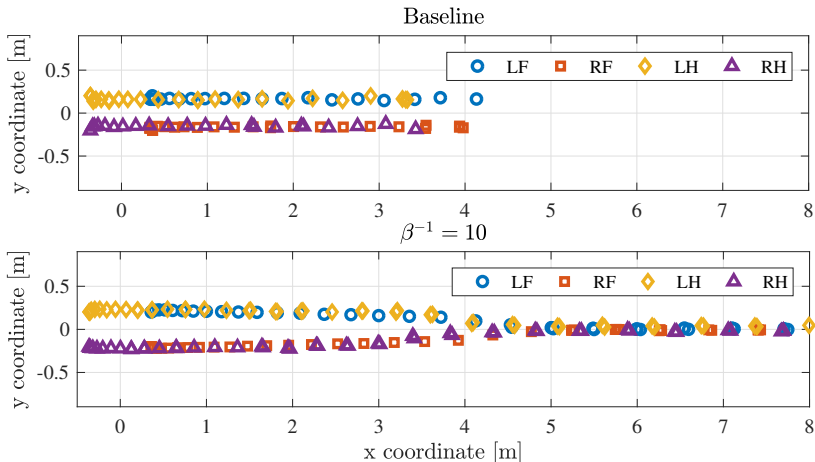 Baseline
y coordinate [m]
0.5
0
-0.5
LF RF LH RH
0 1 2 3 4 5 6 7 8
β⁻¹ = 10
y coordinate [m]
0.5
0
-0.5
LF RF LH RH
0 1 2 3 4 5 6 7 8
x coordinate [m]